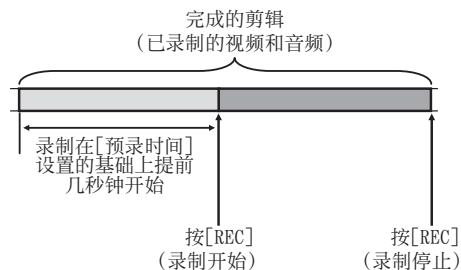 完成的剪辑
（已录制的视频和音频）
录制在[预录时间]
设置的基础上提前
几秒钟开始
按[REC]
（录制开始）
按[REC]
（录制停止）